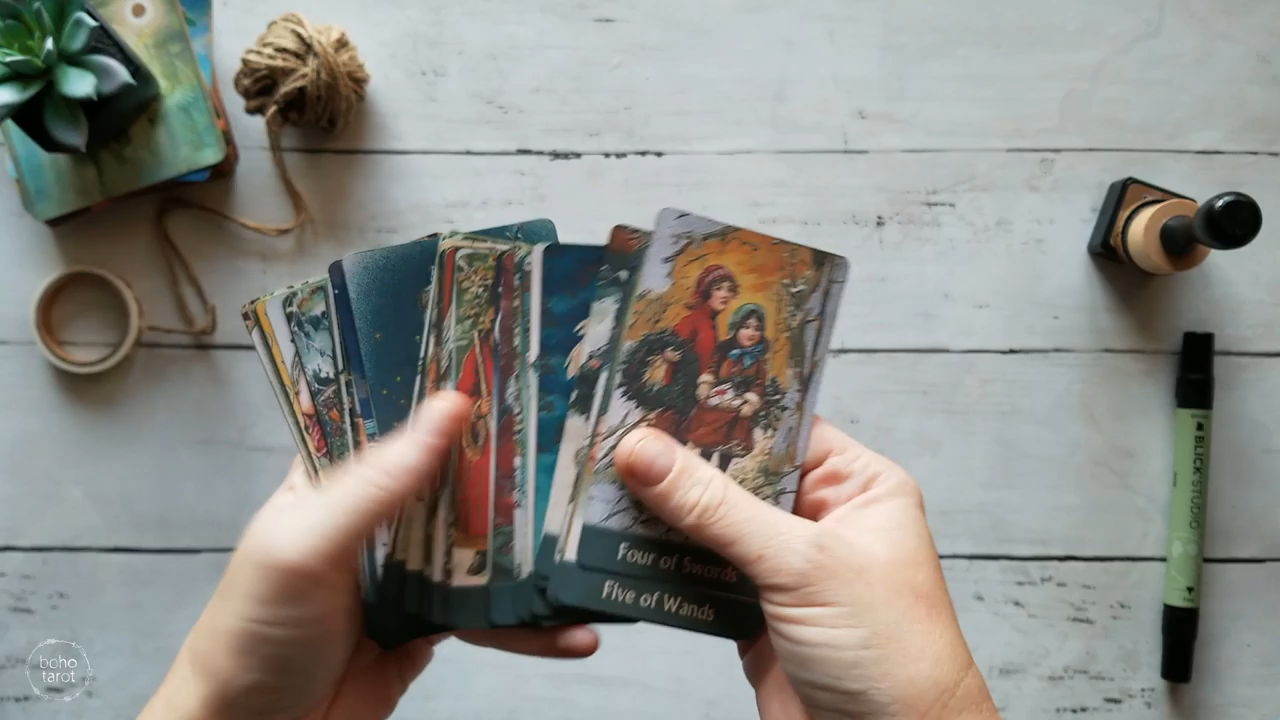 Four of Swords
Five of Wands
BLICK STUDIO
boho
tarot